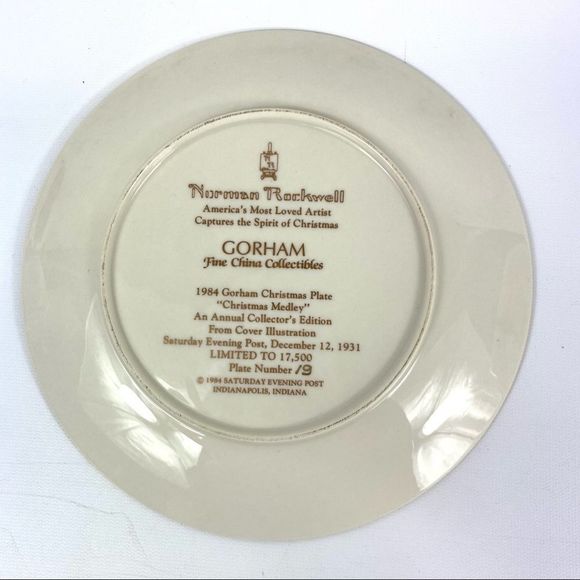 Norman Rockwell
America's Most Loved Artist
Captures the Spirit of Christmas
GORHAM
Fine China Collectibles
1984 Gorham Christmas Plate
"Christmas Medley"
An Annual Collector's Edition
From Cover Illustration
Saturday Evening Post, December 12, 1931
LIMITED TO 17,500
Plate Number 19
© 1984 SATURDAY EVENING POST
INDIANAPOLIS, INDIANA